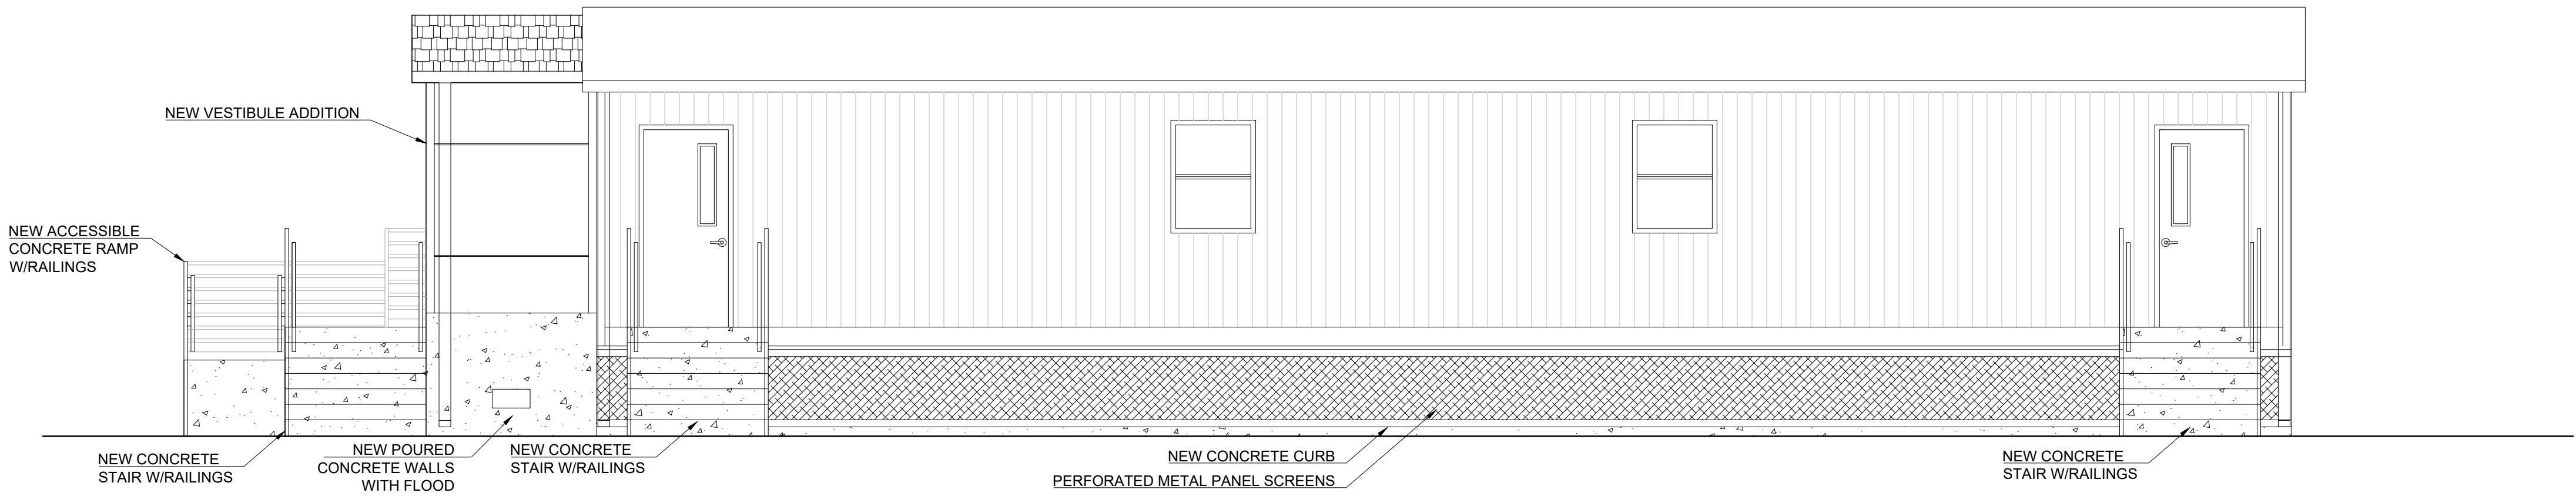 NEW VESTIBULE ADDITION
NEW ACCESSIBLE
CONCRETE RAMP
W/RAILINGS
NEW CONCRETE
STAIR W/RAILINGS
NEW POURED
CONCRETE WALLS
WITH FLOOD
NEW CONCRETE
STAIR W/RAILINGS
NEW CONCRETE CURB
PERFORATED METAL PANEL SCREENS
NEW CONCRETE
STAIR W/RAILINGS